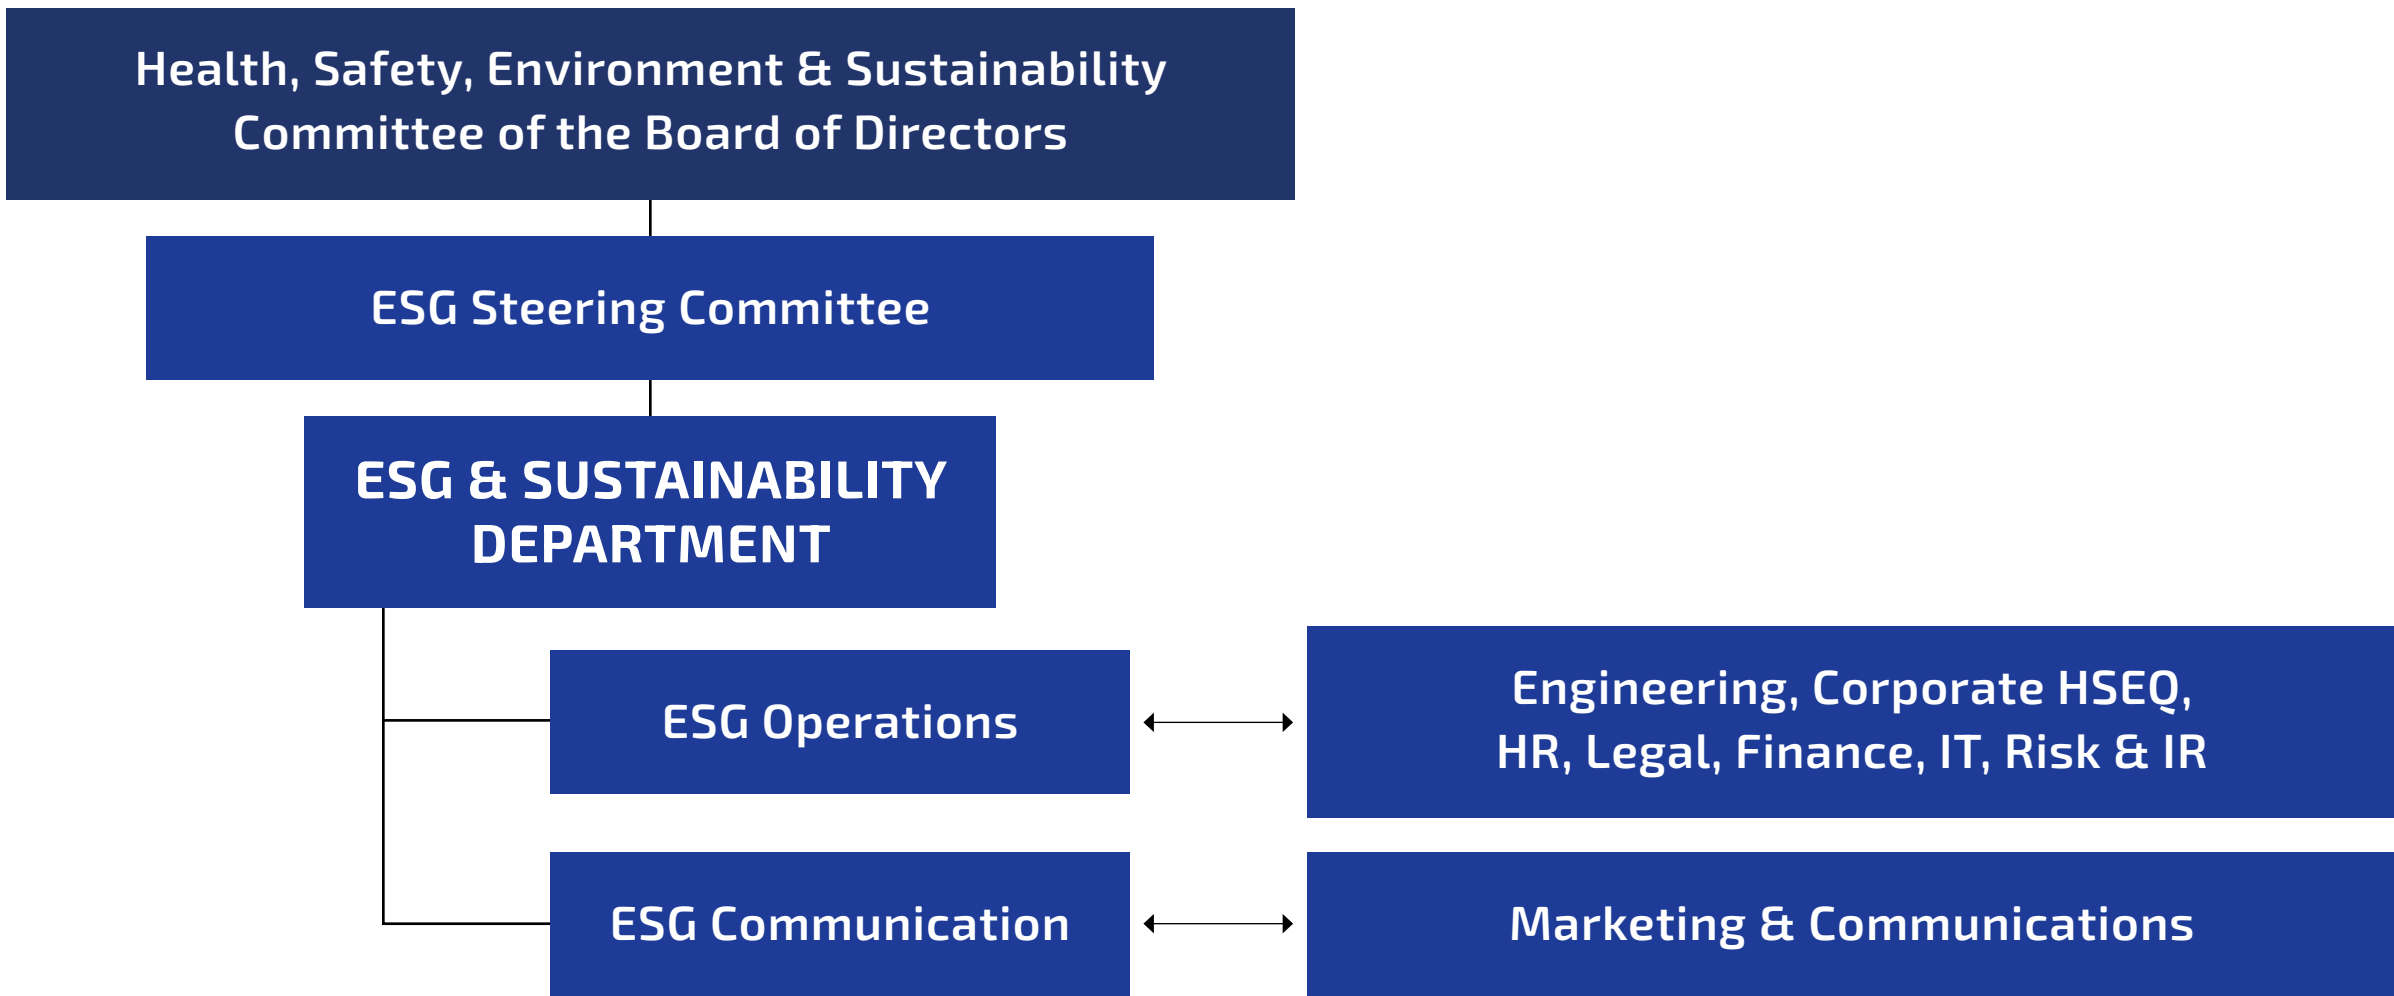 Health, Safety, Environment & Sustainability
Committee of the Board of Directors
ESG Steering Committee
ESG & SUSTAINABILITY
DEPARTMENT
ESG Operations
Engineering, Corporate HSEQ,
HR, Legal, Finance, IT, Risk & IR
ESG Communication
Marketing & Communications